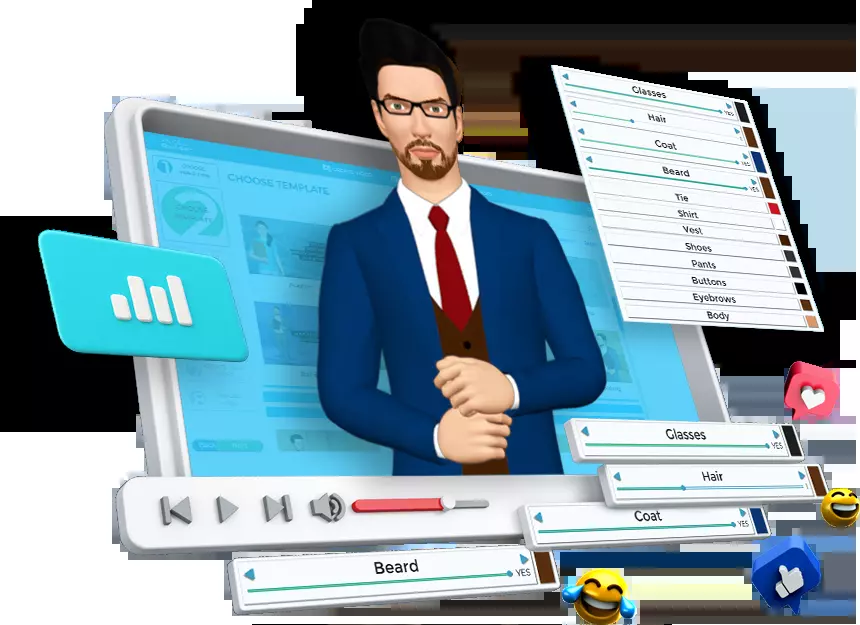 CHOOSE TEMPLATE
Glasses
YES
Hair
Coat
YES
Beard
YES
Tie
Shirt
Vest
Shoes
Pants
Buttons
Eyebrows
Body
Glasses
YES
Hair
Coat
YES
Beard
YES